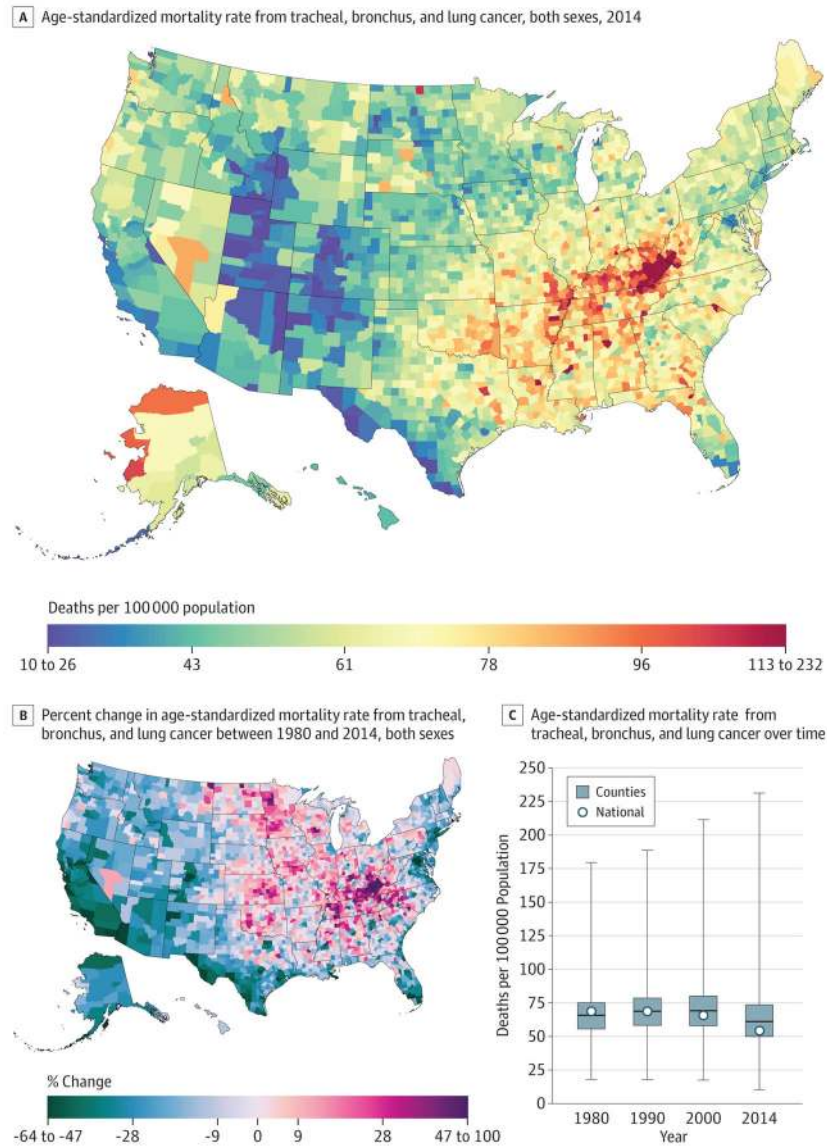 A Age-standardized mortality rate from tracheal, bronchus, and lung cancer, both sexes, 2014
Deaths per 100 000 population
10 to 26 43 61 78 96 113 to 232
B Percent change in age-standardized mortality rate from tracheal,
bronchus, and lung cancer between 1980 and 2014, both sexes
% Change
-64 to -47 -28 -9 0 9 28 47 to 100
C Age-standardized mortality rate from
tracheal, bronchus, and lung cancer over time
250
225
200
175
150
125
100
75
50
25
0
Deaths per 100 000 Population
Counties
National
1980 1990 2000 2014
Year